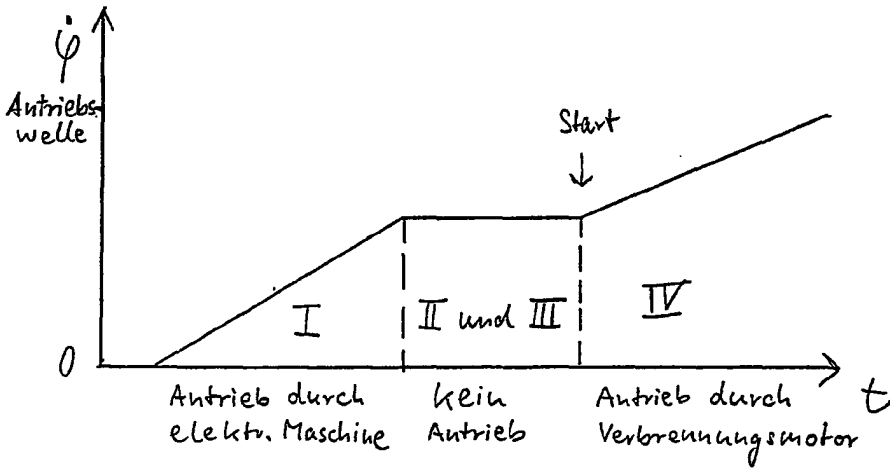 φ̇
Antriebs-
welle
Start
I
II und III
IV
0
Antrieb durch
elektr. Maschine
kein
Antrieb
Antrieb durch
Verbrennungsmotor
t